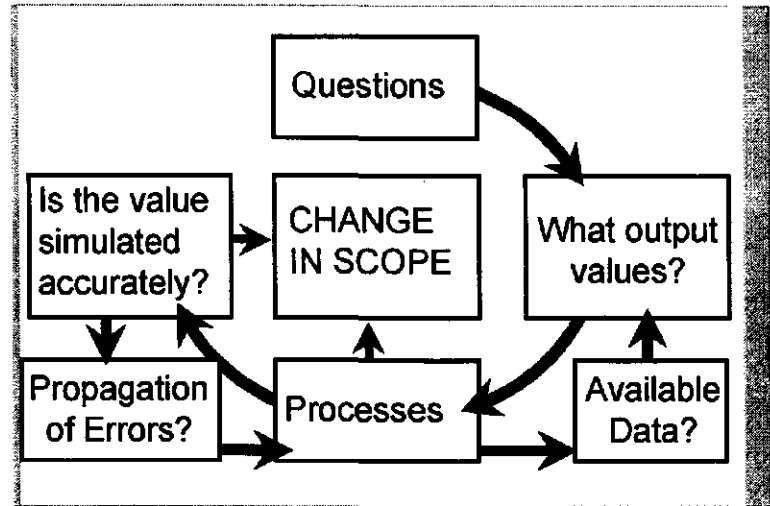 Questions
Is the value
simulated
accurately?
CHANGE
IN SCOPE
What output
values?
Propagation
of Errors?
Processes
Available
Data?